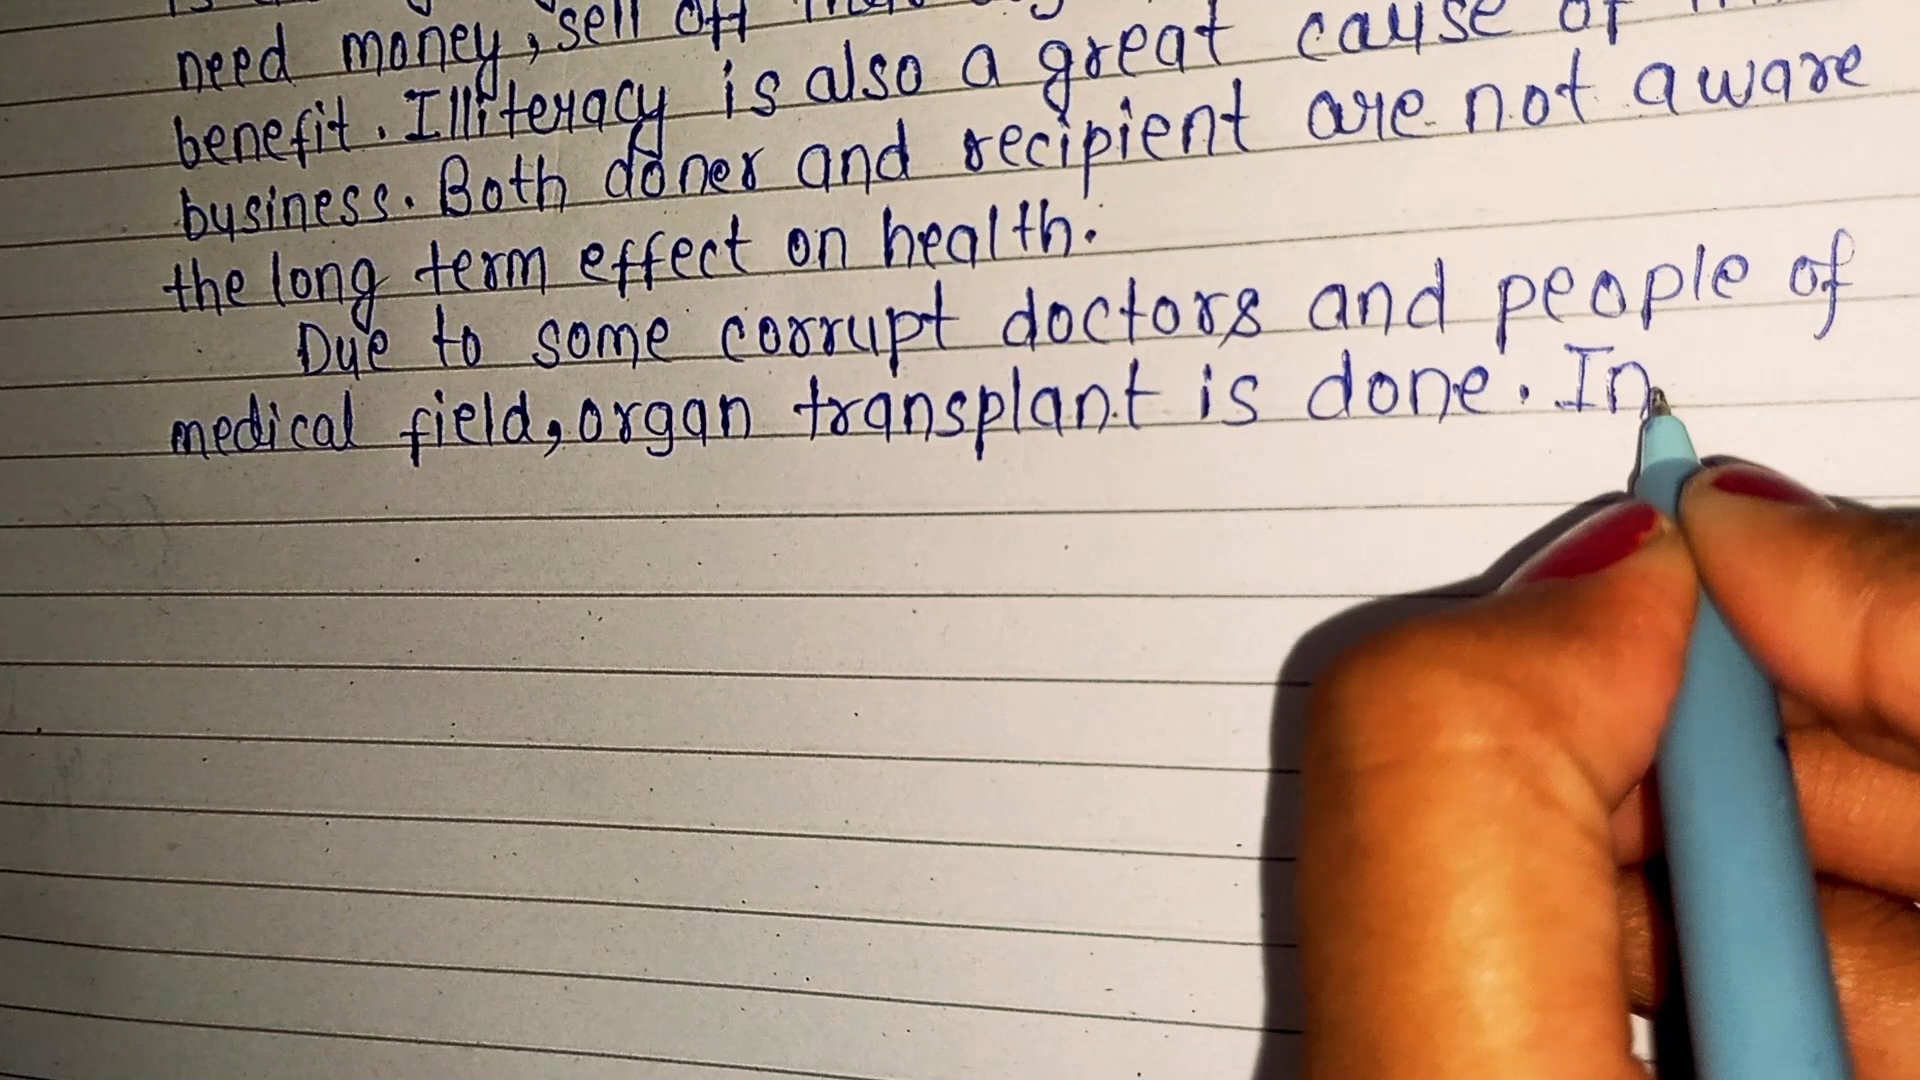 need money, sell off
benefit. Illiteracy is also a great cause of
business. Both doner and recipient are not aware
the long term effect on health.
Due to some corrupt doctors and people of
medical field, organ transplant is done. In